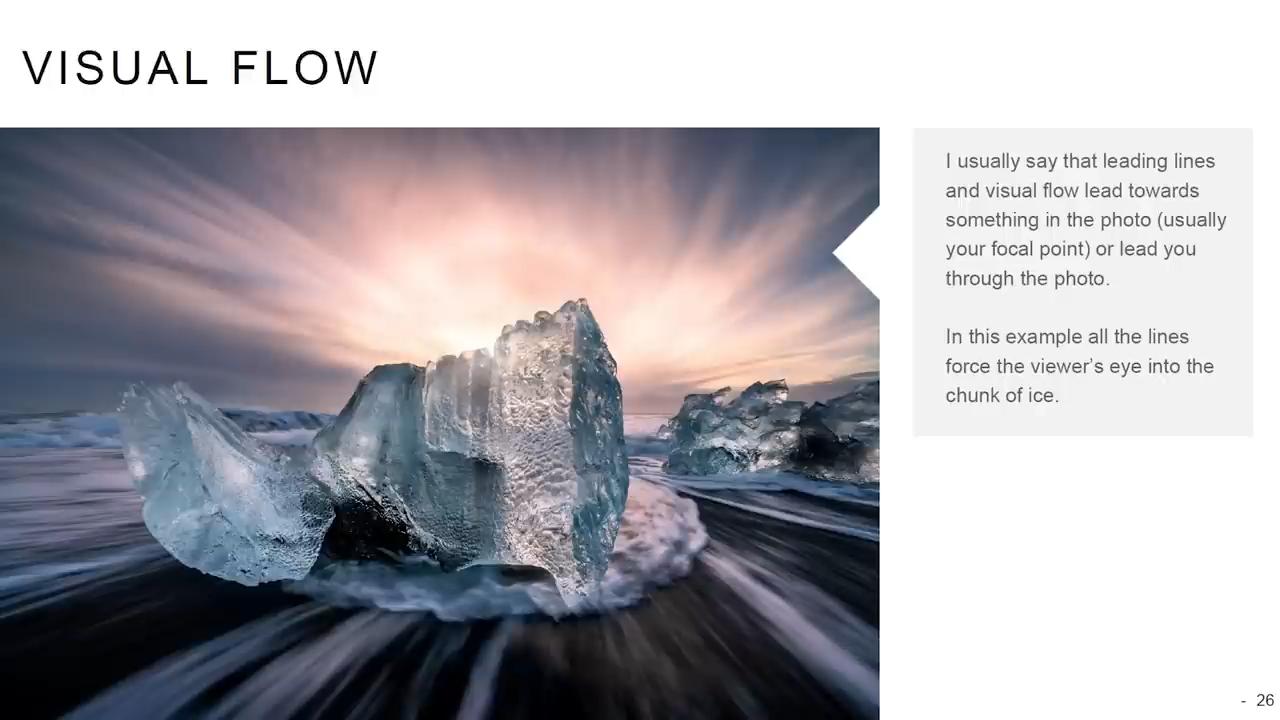 VISUAL FLOW
I usually say that leading lines
and visual flow lead towards
something in the photo (usually
your focal point) or lead you
through the photo.
In this example all the lines
force the viewer’s eye into the
chunk of ice.
- 26